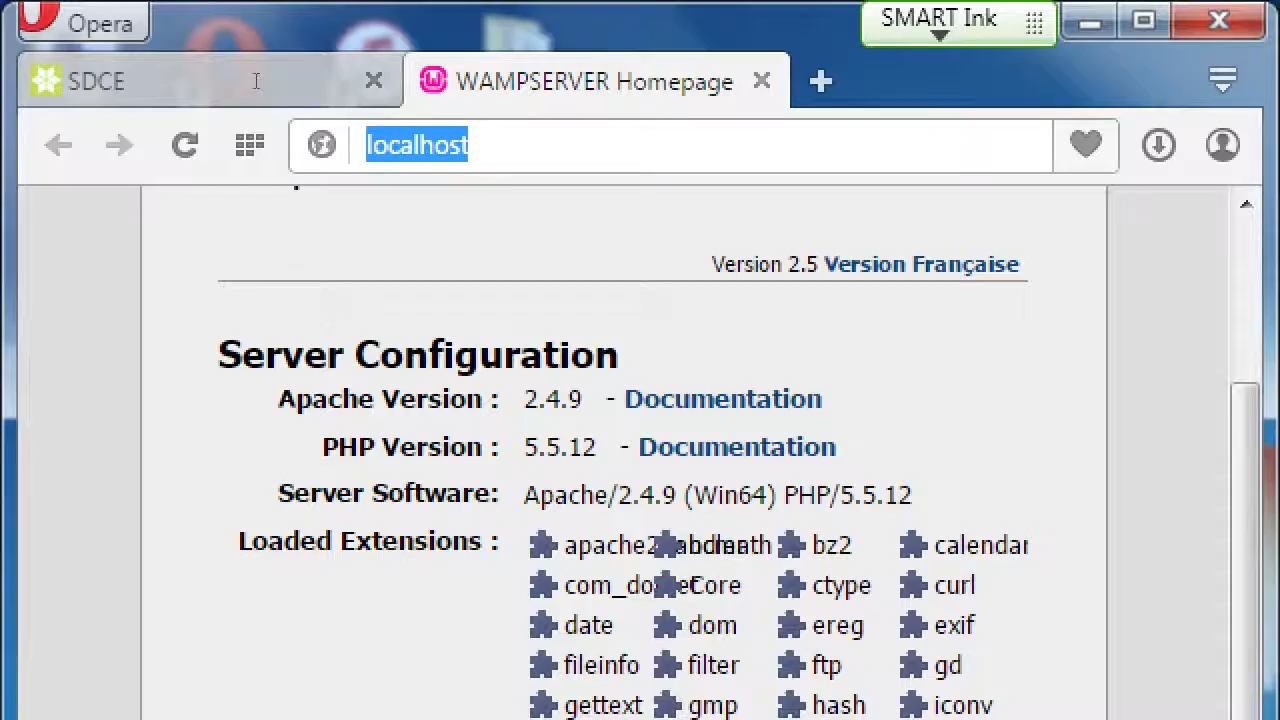 Opera
SMART Ink
SDCE
WAMPSERVER Homepage
localhost
Version 2.5 Version Française
Server Configuration
Apache Version : 2.4.9 - Documentation
PHP Version : 5.5.12 - Documentation
Server Software: Apache/2.4.9 (Win64) PHP/5.5.12
Loaded Extensions :
bz2 calendar
Core ctype curl
date dom ereg exif
fileinfo filter ftp gd
gettext gmp hash iconv